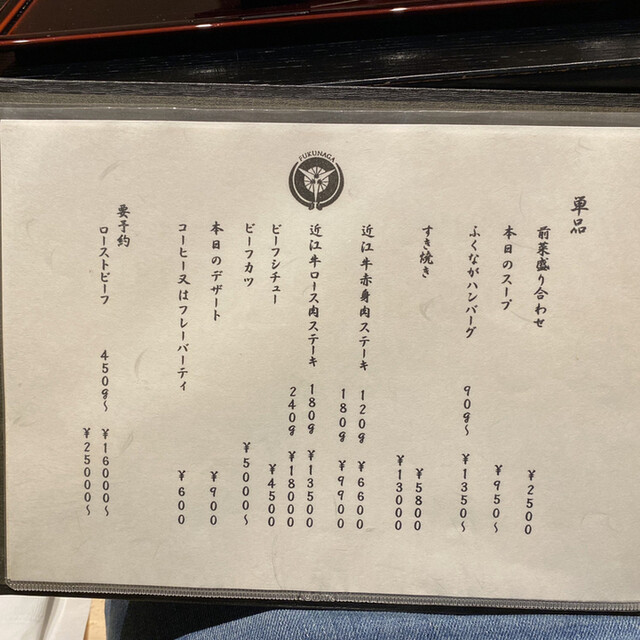 FUKUNAGA
単品
前菜盛り合わせ ¥2500
本日のスープ ¥950〜
ふくながハンバーグ 90g〜 ¥1350〜
すき焼き ¥5800
¥13000
近江牛赤身肉ステーキ 120g ¥6600
180g ¥9900
近江牛ロース肉ステーキ 180g ¥13500
240g ¥18000
ビーフシチュー ¥4500
ビーフカツ ¥5000〜
本日のデザート ¥900
コーヒー又はフレーバーティ ¥600
要予約
ローストビーフ 450g〜 ¥16000〜
¥25000〜